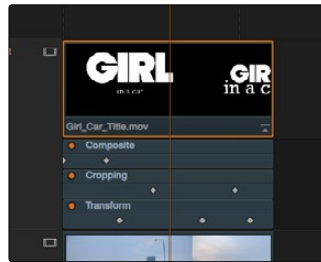 GIRL
in a car
GIR
in a c
Girl_Car_Title.mov
Composite
Cropping
Transform